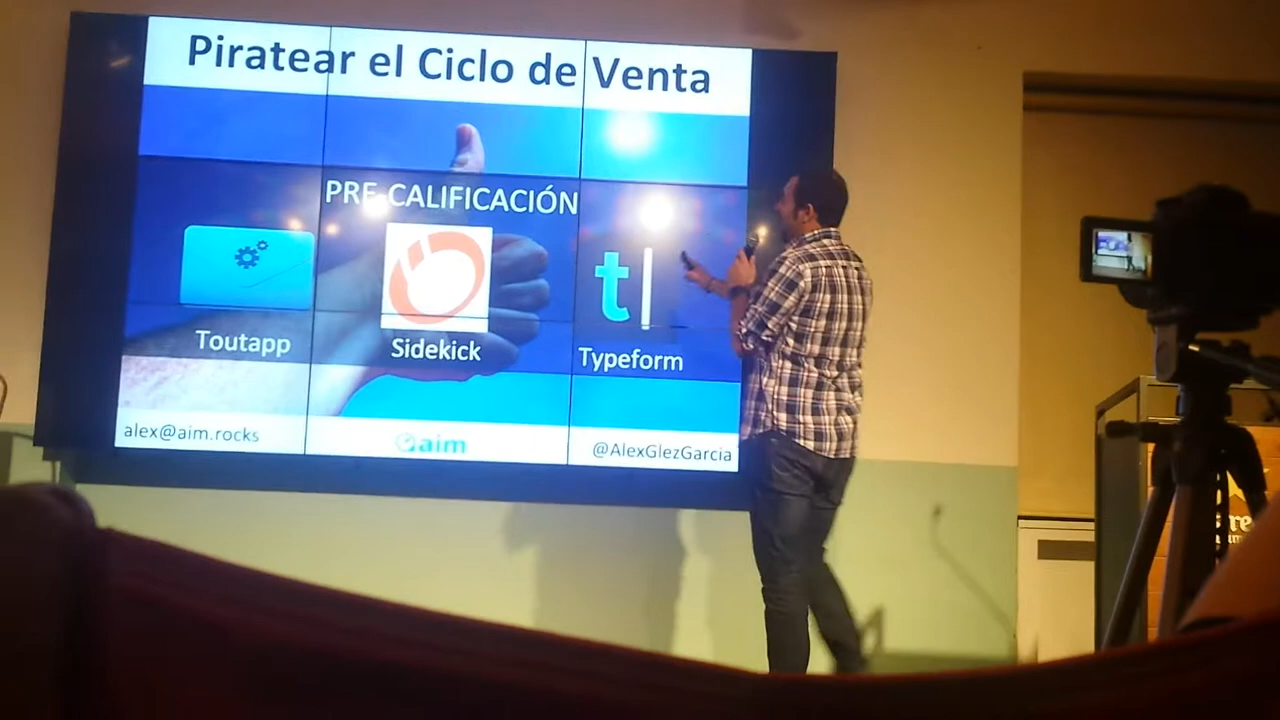 Piratear el Ciclo de Venta
PRE-CALIFICACIÓN
t
Toutapp
Sidekick
Typeform
alex@aim.rocks
aim
@AlexGlezGarcia